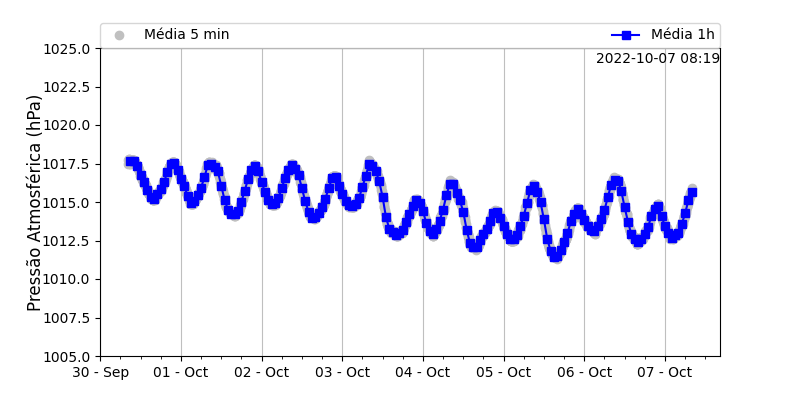 Média 5 min
Média 1h
2022-10-07 08:19
Pressão Atmosférica (hPa)
1025.0
1022.5
1020.0
1017.5
1015.0
1012.5
1010.0
1007.5
1005.0
30 - Sep
01 - Oct
02 - Oct
03 - Oct
04 - Oct
05 - Oct
06 - Oct
07 - Oct